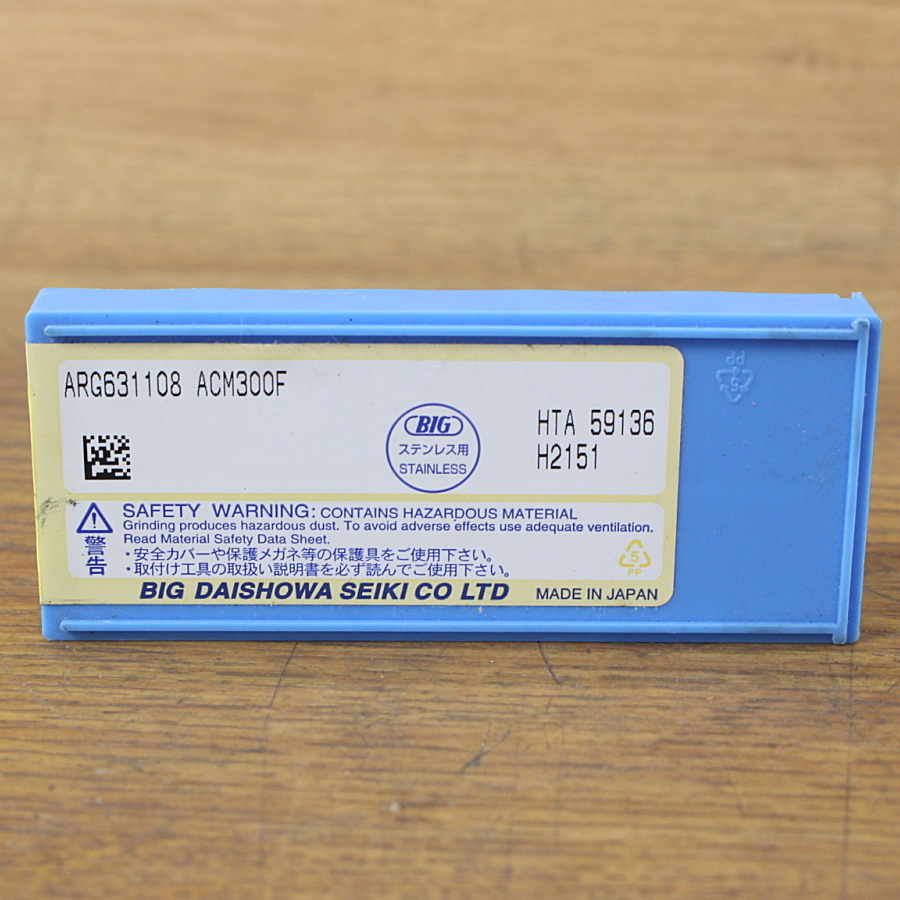 PP
5
ARG631108 ACM300F
BIG
ステンレス用
STAINLESS
HTA 59136
H2151
SAFETY WARNING: CONTAINS HAZARDOUS MATERIAL
Grinding produces hazardous dust. To avoid adverse effects use adequate ventilation.
Read Material Safety Data Sheet.
警告
・安全カバーや保護メガネ等の保護具をご使用下さい。
・取付け工具の取扱い説明書を必ず読んでご使用下さい。
5
PP
BIG DAISHOWA SEIKI CO LTD
MADE IN JAPAN